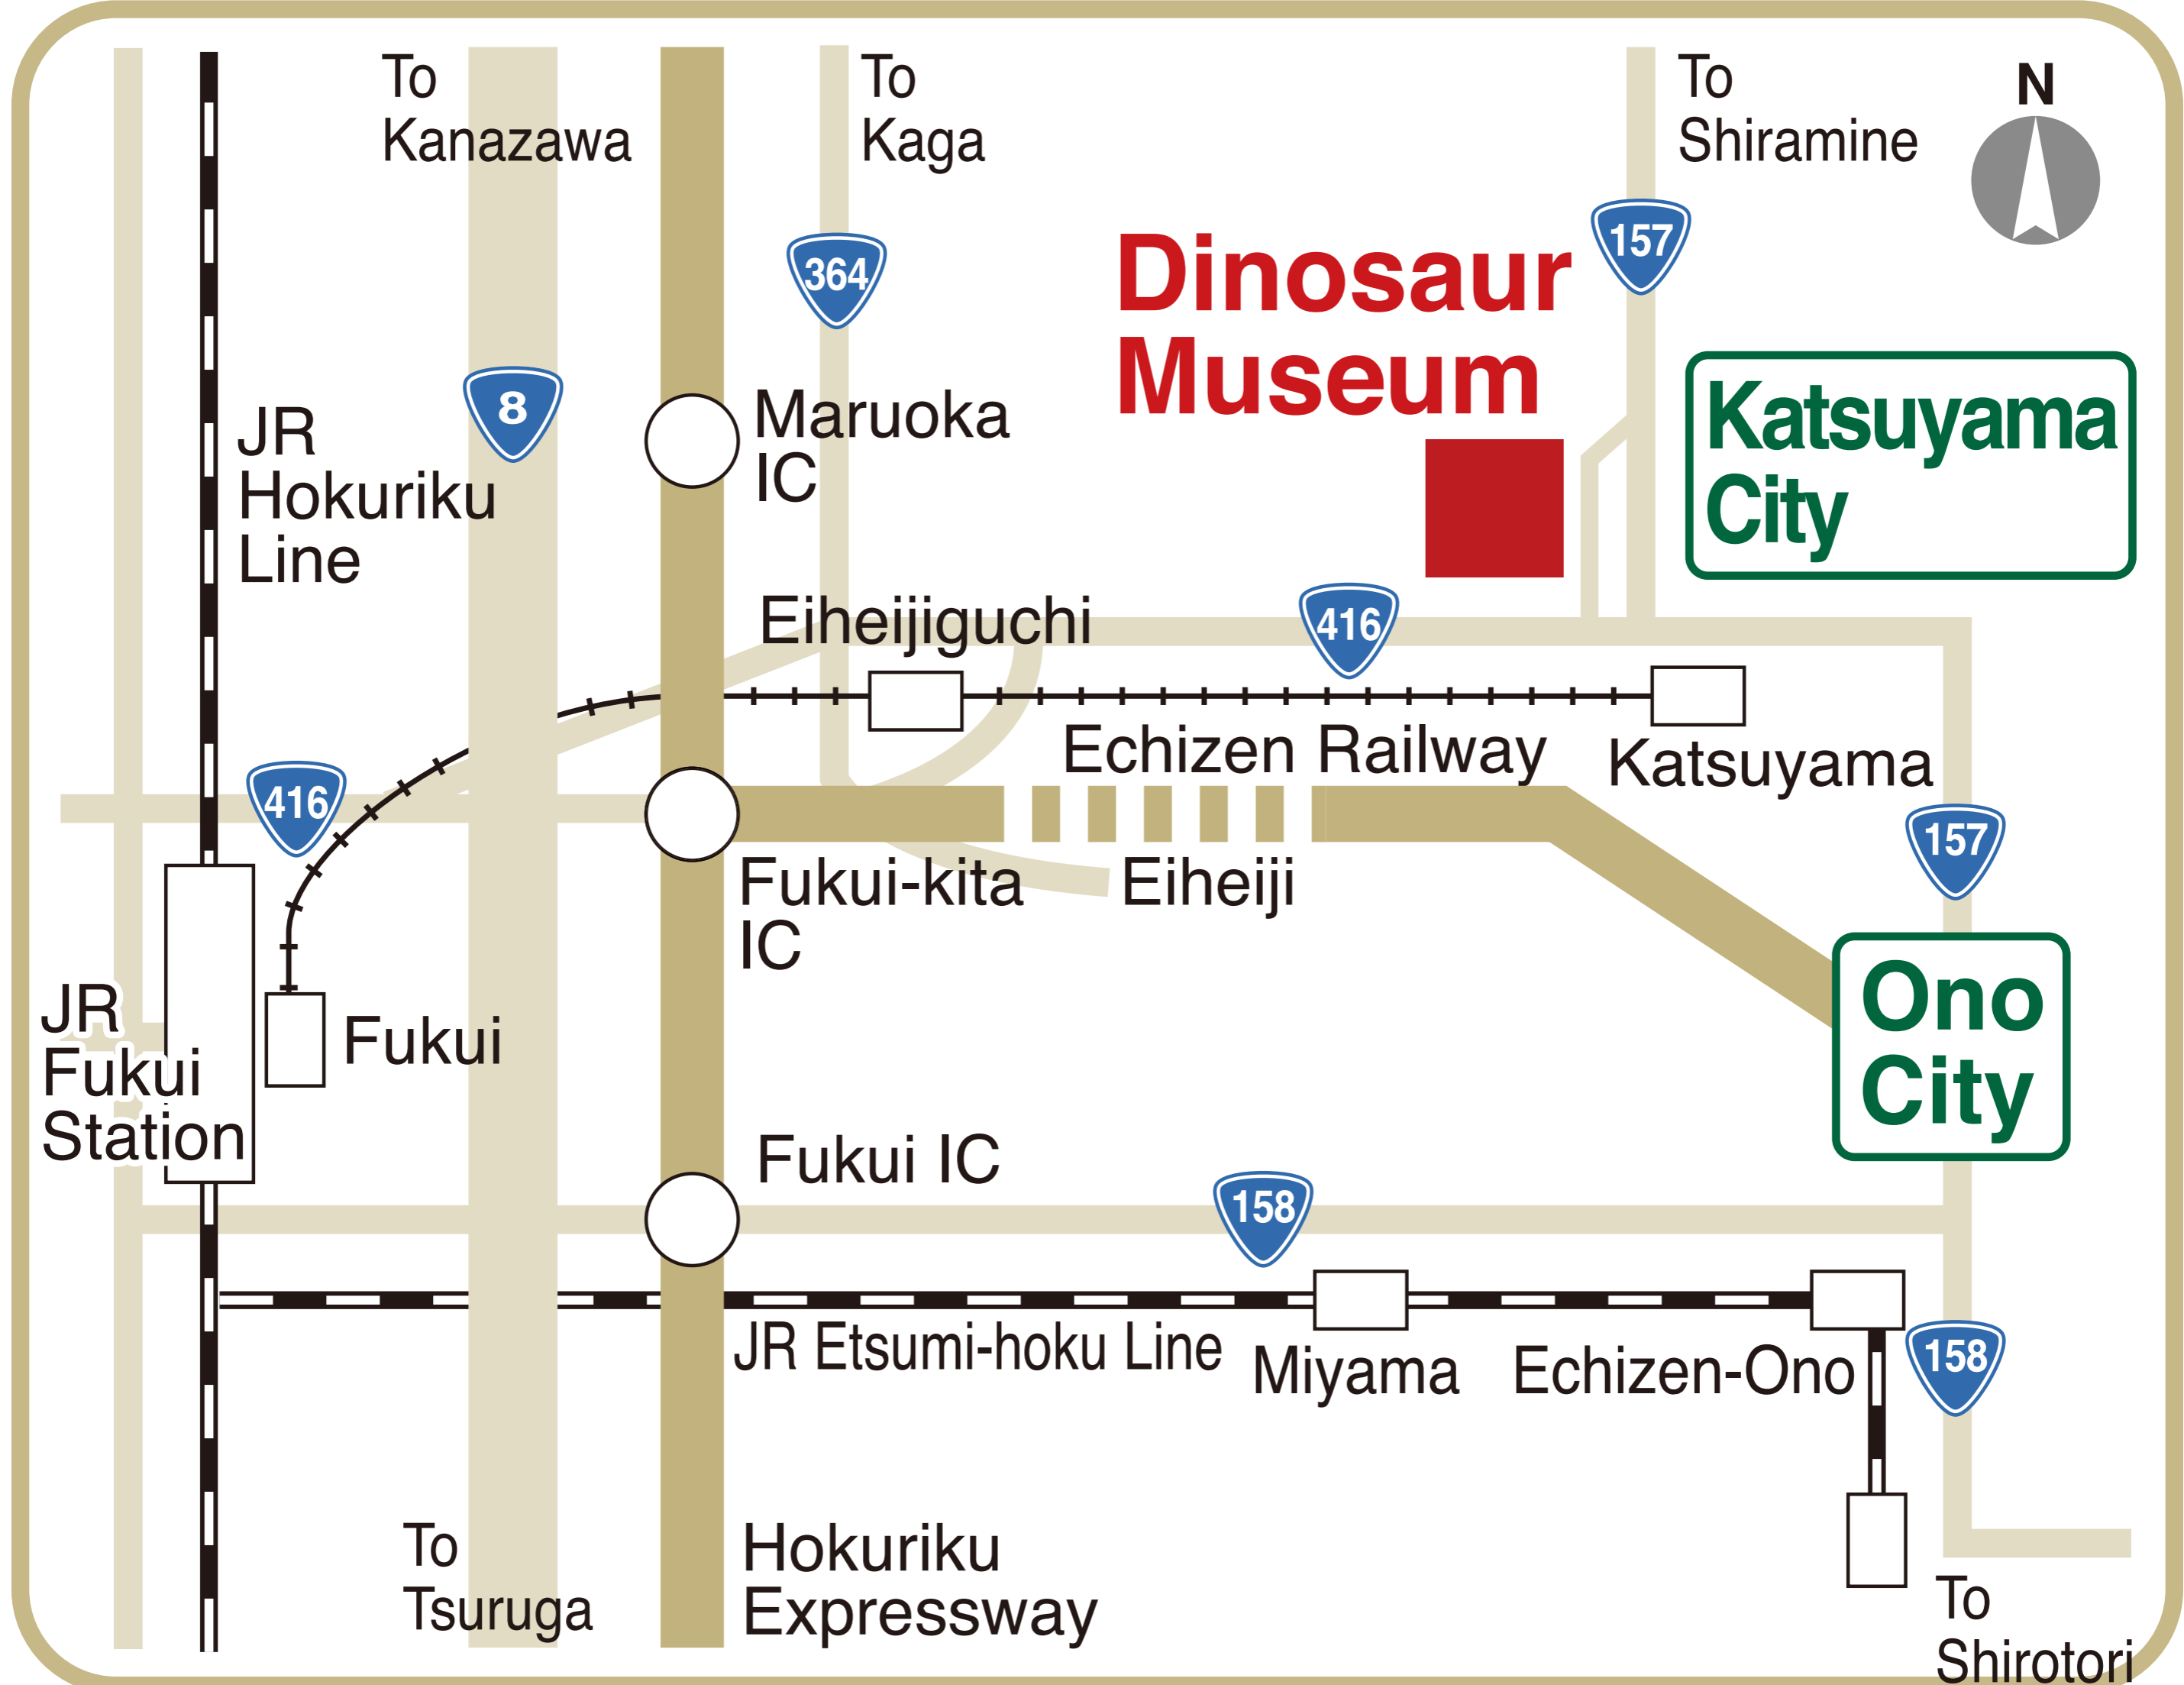 To
Kanazawa
To
Kaga
To
Shiramine
N
157
364
Dinosaur
Museum
8
JR
Hokuriku
Line
Maruoka
IC
Katsuyama
City
Eiheijiguchi
416
Echizen Railway
Katsuyama
416
157
Fukui-kita
IC
Eiheiji
JR
Fukui
Station
Fukui
Ono
City
Fukui IC
158
JR Etsumi-hoku Line
Miyama
Echizen-Ono
158
To
Tsuruga
Hokuriku
Expressway
To
Shirotori